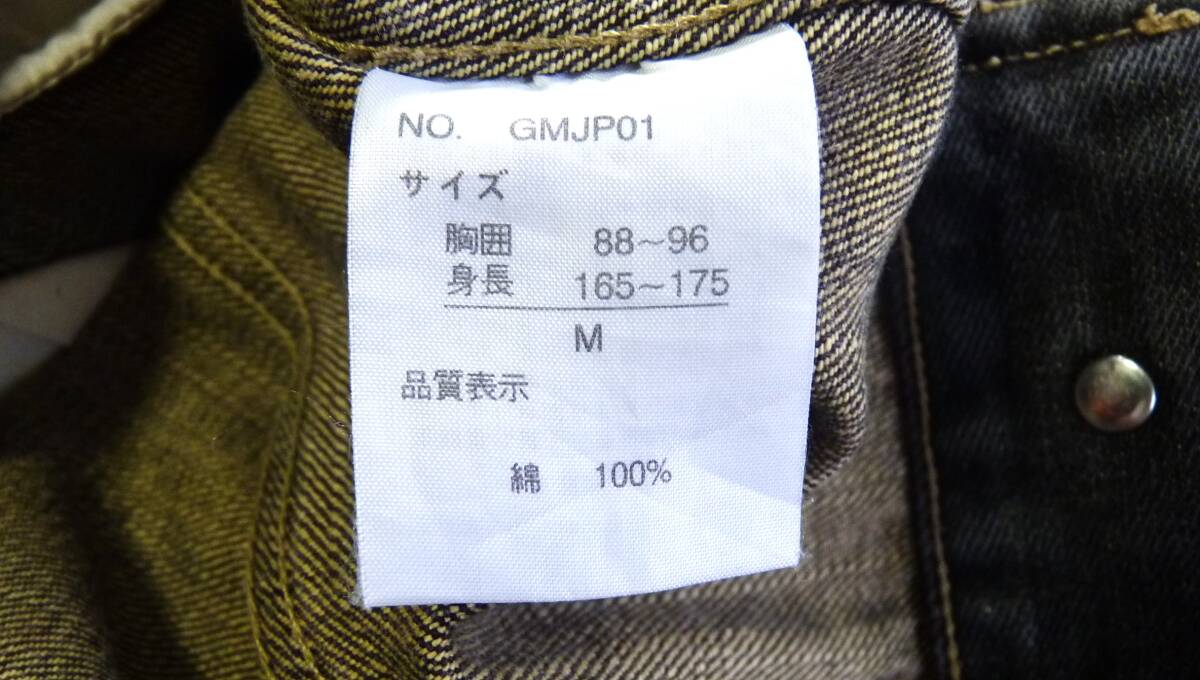 NO. GMJP01
サイズ
胸囲 88~96
身長 165~175
M
品質表示
綿 100%